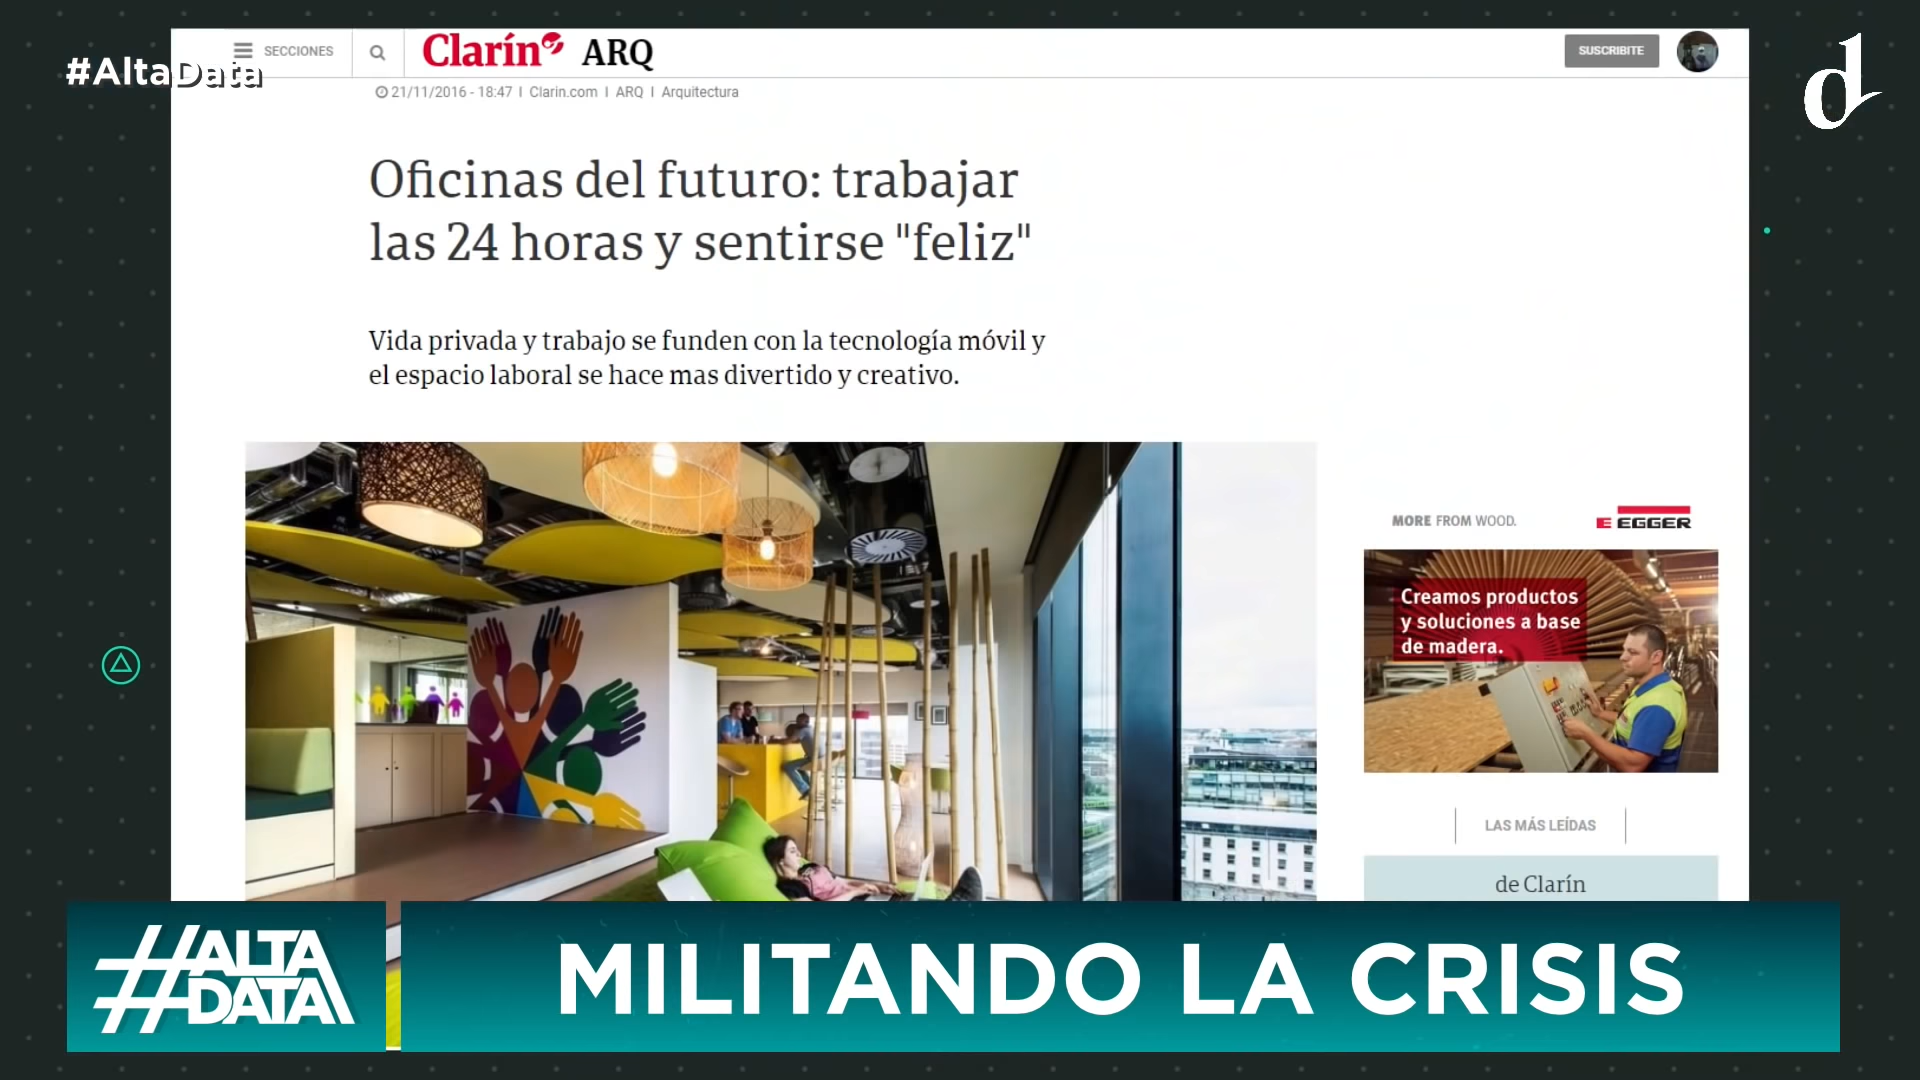 #AltaData
SECCIONES
Clarín ARQ
SUSCRIBITE
d
21/11/2016 - 18:47 | Clarin.com | ARQ | Arquitectura
Oficinas del futuro: trabajar
las 24 horas y sentirse "feliz"
Vida privada y trabajo se funden con la tecnología móvil y
el espacio laboral se hace mas divertido y creativo.
MORE FROM WOOD.
E EGGER
Creamos productos
y soluciones a base
de madera.
LAS MÁS LEÍDAS
de Clarín
#ALTA
DATA
MILITANDO LA CRISIS